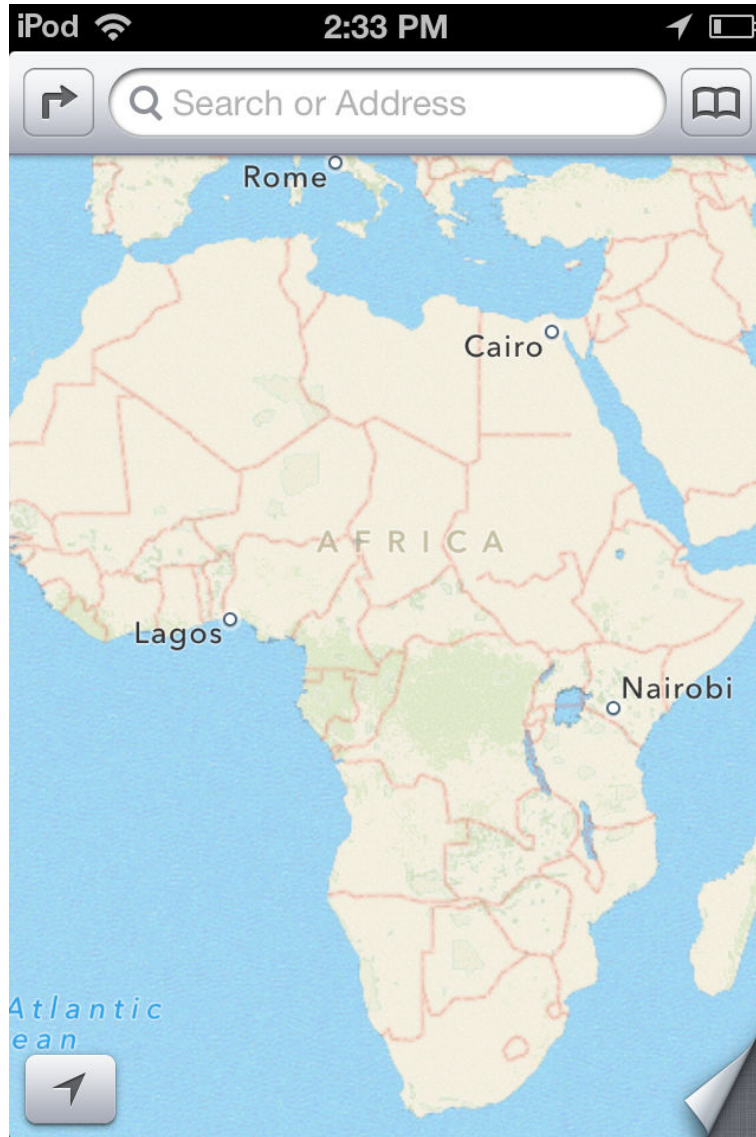 iPod 2:33 PM
Search or Address
Rome
Cairo
AFRICA
Lagos
Nairobi
Atlantic
ean